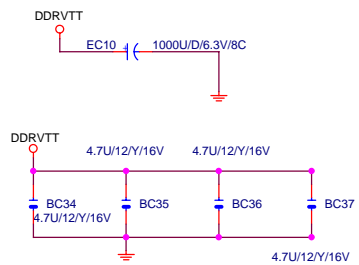 DDRVTT
EC10 + 1000U/D/6.3V/8C
DDRVTT
4.7U/12/Y/16V 4.7U/12/Y/16V
BC34 BC35 BC36 BC37
4.7U/12/Y/16V
4.7U/12/Y/16V